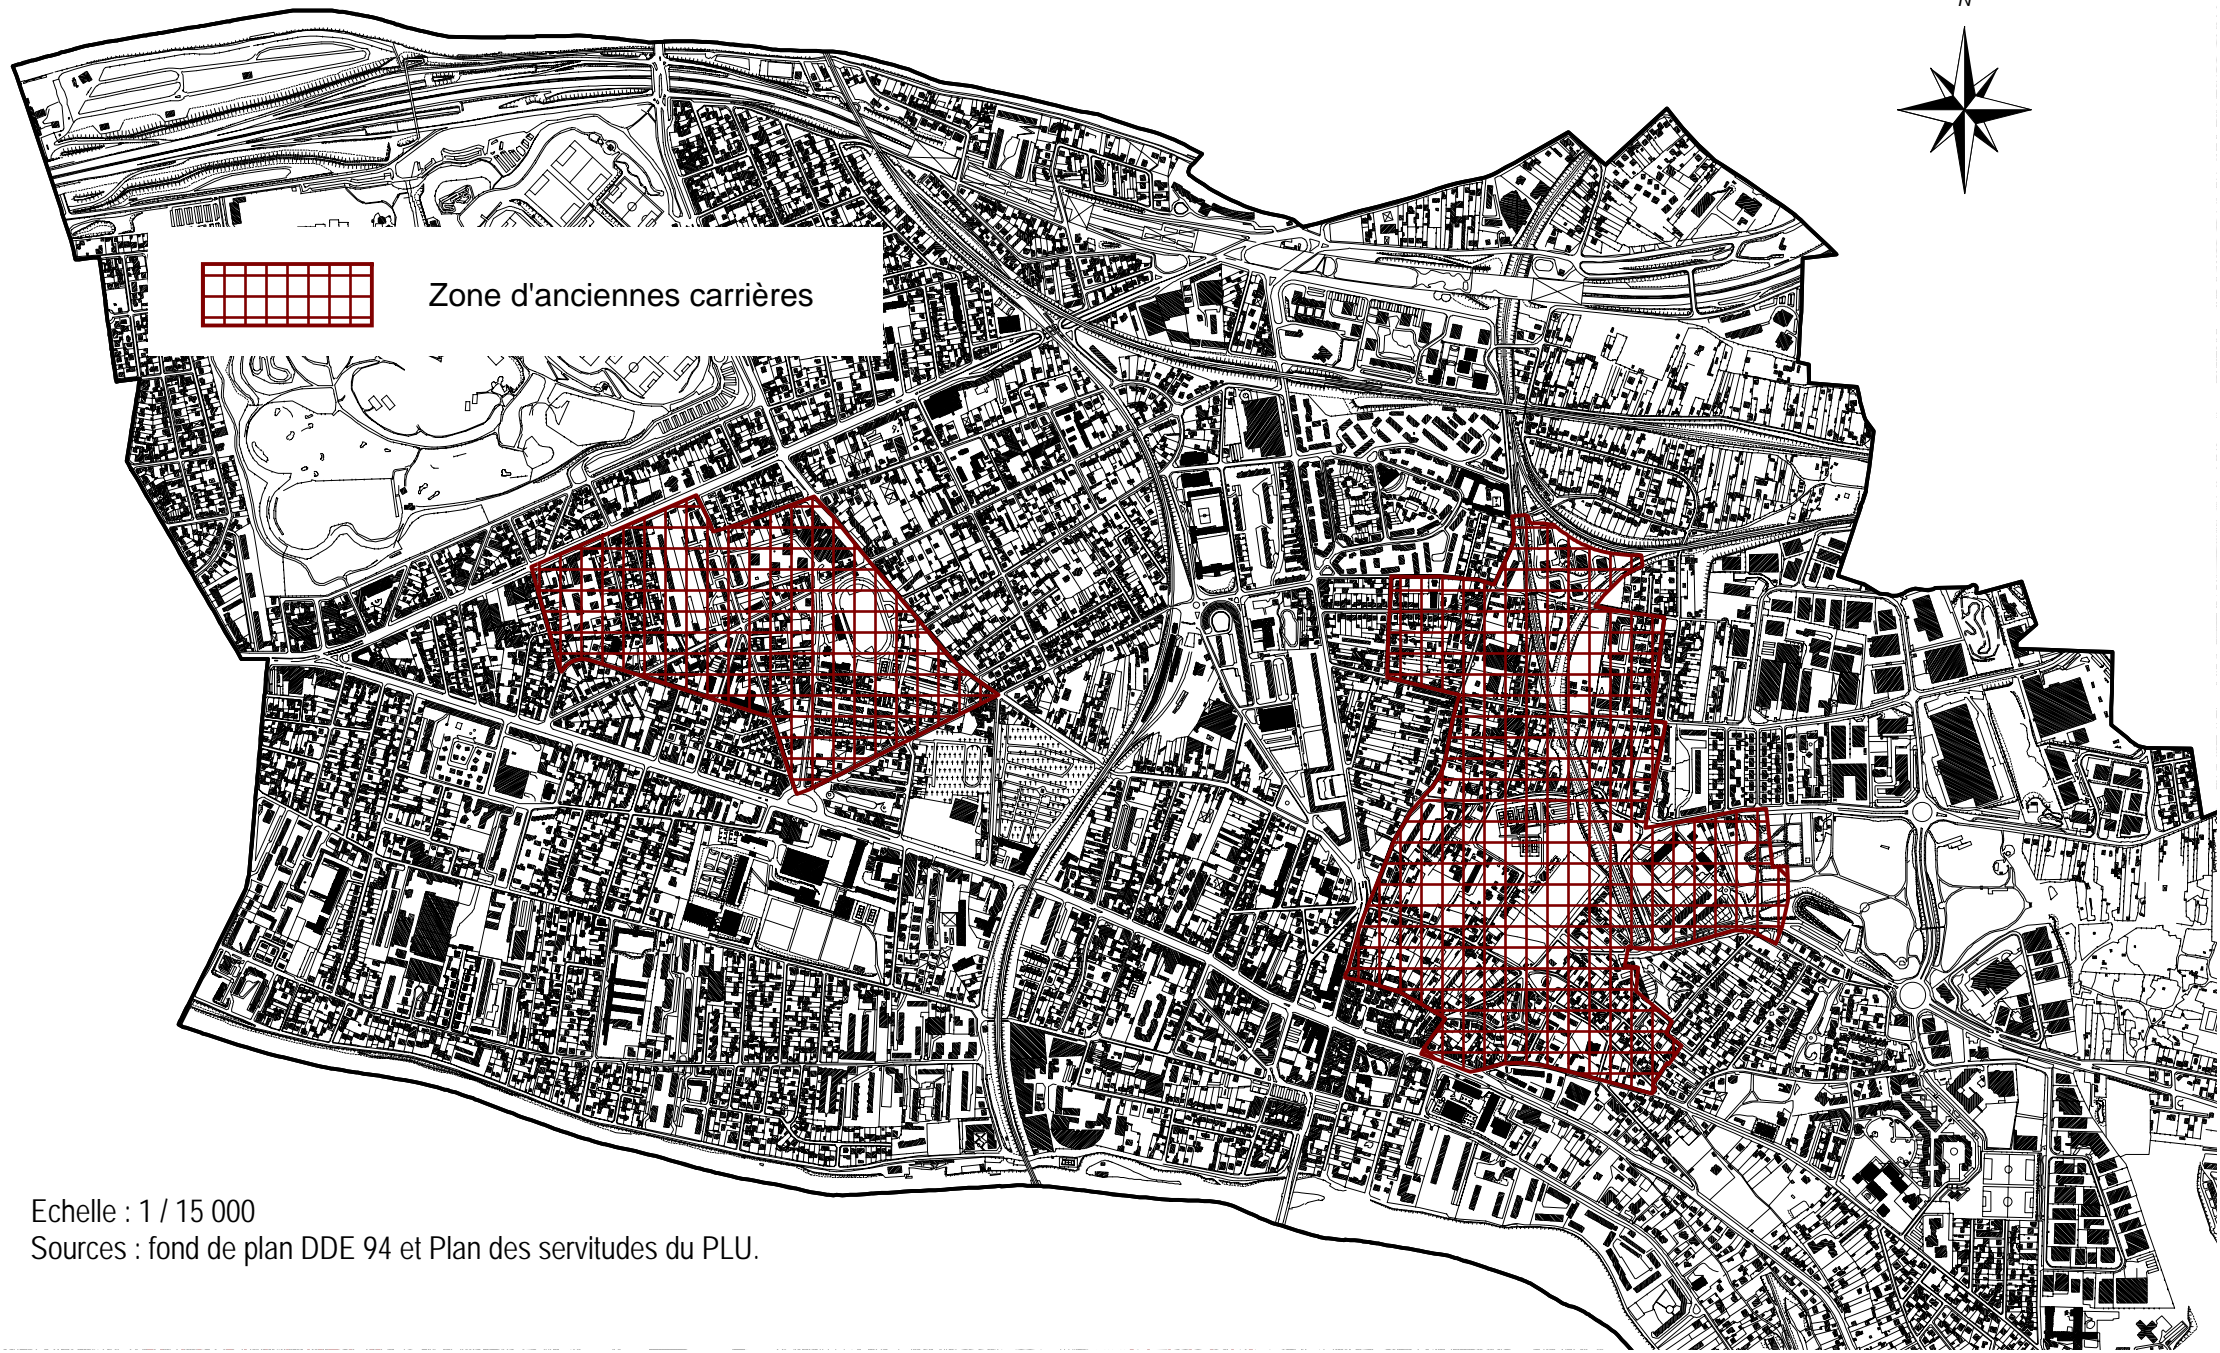 N
Zone d'anciennes carrières
Echelle : 1 / 15 000
Sources : fond de plan DDE 94 et Plan des servitudes du PLU.